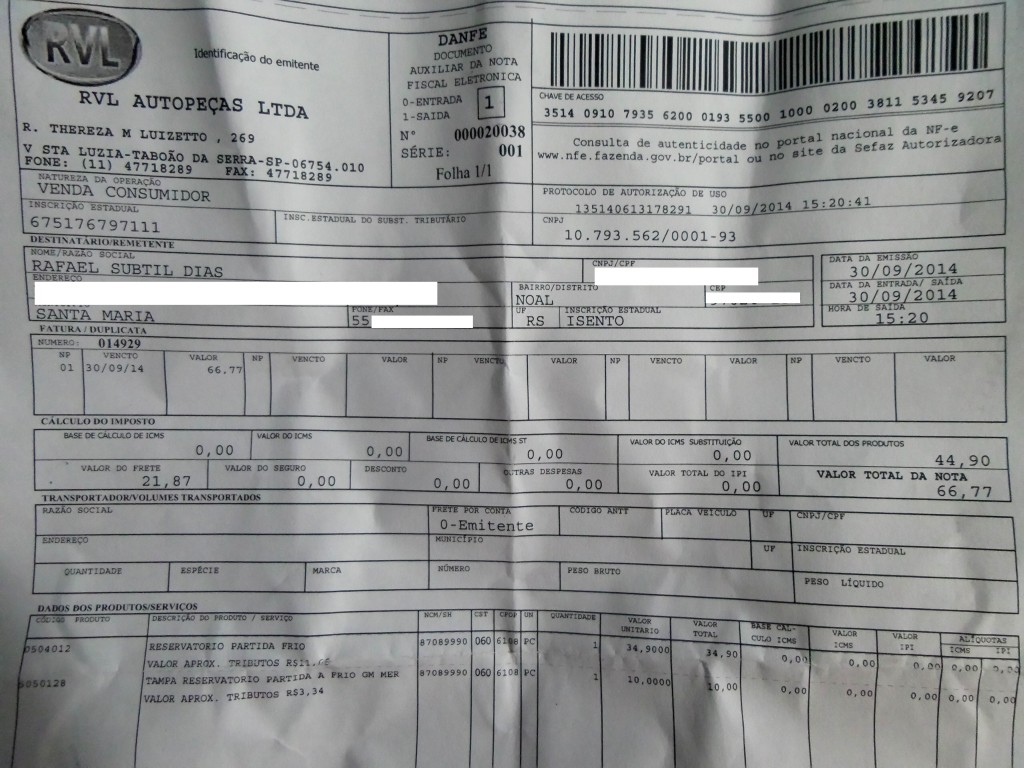 RVL
Identificação do emitente
RVL AUTOPEÇAS LTDA
R. THEREZA M LUIZETTO , 269
V STA LUZIA-TABOÃO DA SERRA-SP-06754.010
FONE: (11) 47718289 FAX: 47718289
DANFE
DOCUMENTO
AUXILIAR DA NOTA
FISCAL ELETRONICA
0-ENTRADA
1-SAIDA
1
Nº 000020038
SÉRIE: 001
Folha 1/1
CHAVE DE ACESSO
3514 0910 7935 6200 0193 5500 1000 0200 3811 5345 9207
Consulta de autenticidade no portal nacional da NF-e
www.nfe.fazenda.gov.br/portal ou no site da Sefaz Autorizadora
NATUREZA DA OPERAÇÃO
VENDA CONSUMIDOR
PROTOCOLO DE AUTORIZAÇÃO DE USO
135140613178291 30/09/2014 15:20:41
INSCRIÇÃO ESTADUAL
675176797111
INSC.ESTADUAL DO SUBST. TRIBUTÁRIO
CNPJ
10.793.562/0001-93
DESTINATÁRIO/REMETENTE
NOME/RAZÃO SOCIAL
RAFAEL SUBTIL DIAS
CNPJ/CPF
DATA DA EMISSÃO
30/09/2014
ENDEREÇO
BAIRRO/DISTRITO
NOAL
CEP
DATA DA ENTRADA/ SAÍDA
30/09/2014
SANTA MARIA
FONE/FAX
55
UF
RS
INSCRIÇÃO ESTADUAL
ISENTO
HORA DE SAÍDA
15:20
FATURA / DUPLICATA
NUMERO: 014929
NP VENCTO VALOR NP VENCTO VALOR NP VENCTO VALOR NP VENCTO VALOR NP VENCTO VALOR
01 30/09/14 66,77
CÁLCULO DO IMPOSTO
BASE DE CÁLCULO DE ICMS VALOR DO ICMS BASE DE CÁLCULO DE ICMS ST VALOR DO ICMS SUBSTITUIÇÃO VALOR TOTAL DOS PRODUTOS
0,00 0,00 0,00 0,00 44,90
VALOR DO FRETE VALOR DO SEGURO DESCONTO OUTRAS DESPESAS VALOR TOTAL DO IPI VALOR TOTAL DA NOTA
21,87 0,00 0,00 0,00 0,00 66,77
TRANSPORTADOR/VOLUMES TRANSPORTADOS
RAZÃO SOCIAL FRETE POR CONTA CÓDIGO ANTT PLACA VEÍCULO UF CNPJ/CPF
0-Emitente
ENDEREÇO MUNICÍPIO UF INSCRIÇÃO ESTADUAL
QUANTIDADE ESPÉCIE MARCA NÚMERO PESO BRUTO PESO LÍQUIDO
DADOS DOS PRODUTOS/SERVIÇOS
CÓDIGO PRODUTO DESCRIÇÃO DO PRODUTO / SERVIÇO NCM/SH CST CFOP UN QUANTIDADE VALOR UNITARIO VALOR TOTAL BASE CAL- CULO ICMS VALOR ICMS VALOR IPI ALÍQUOTAS ICMS IPI
0504012 RESERVATORIO PARTIDA FRIO 87089990 060 6108 PC 1 34,9000 34,90 0,00 0,00 0,00 0,00 0,00
VALOR APROX. TRIBUTOS
5050128 TAMPA RESERVATORIO PARTIDA A FRIO GM MER 87089990 060 6108 PC 1 10,0000 10,00 0,00 0,00 0,00 0,00 0,00
VALOR APROX. TRIBUTOS R$3,34